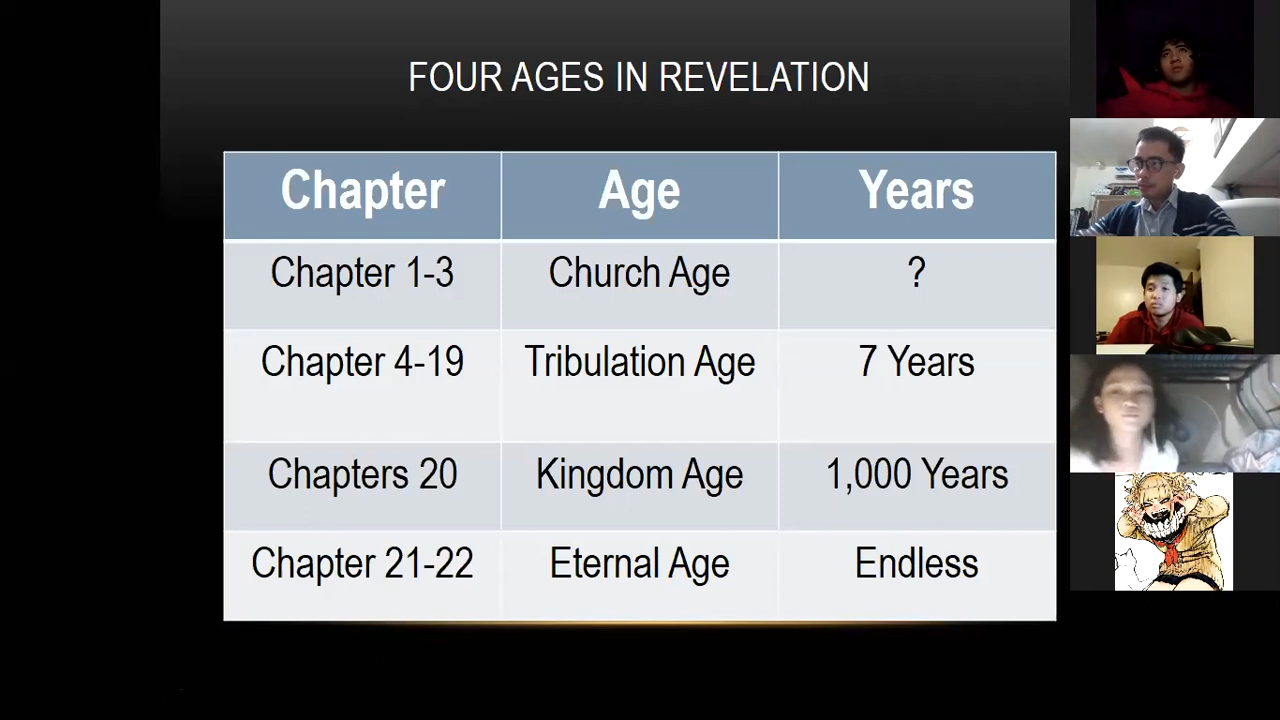 FOUR AGES IN REVELATION
Chapter Age Years
Chapter 1-3 Church Age ?
Chapter 4-19 Tribulation Age 7 Years
Chapters 20 Kingdom Age 1,000 Years
Chapter 21-22 Eternal Age Endless